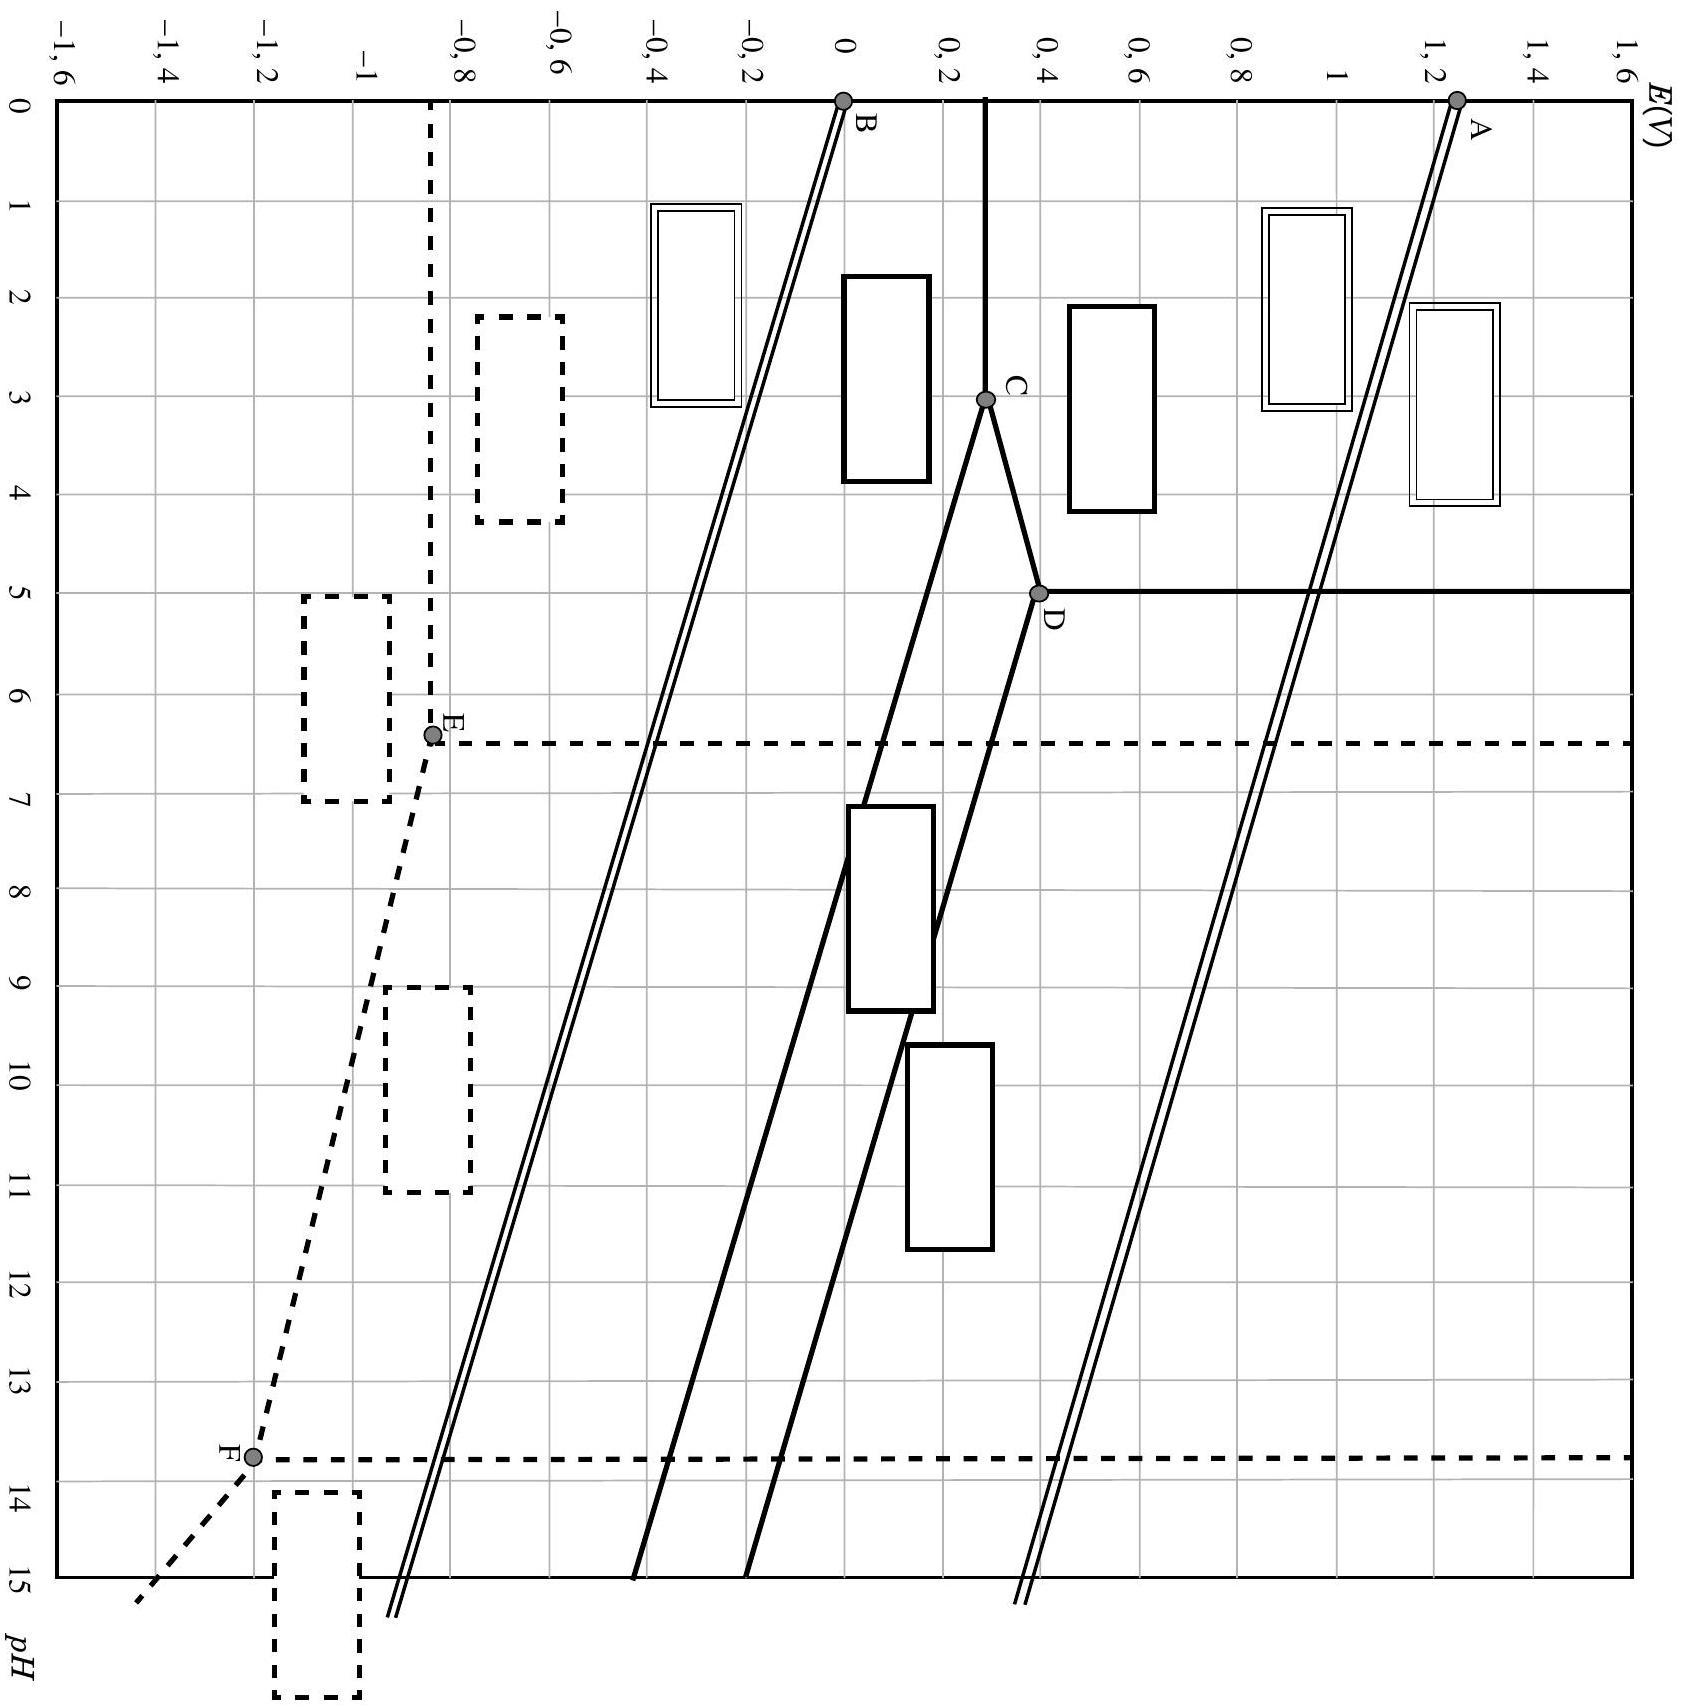 E(V)
1, 6
1, 4
1, 2
1
0, 8
0, 6
0, 4
0, 2
0
−0, 2
−0, 4
−0, 6
−0, 8
−1
−1, 2
−1, 4
−1, 6
A
B
C
D
E
F
0 1 2 3 4 5 6 7 8 9 10 11 12 13 14 15 pH